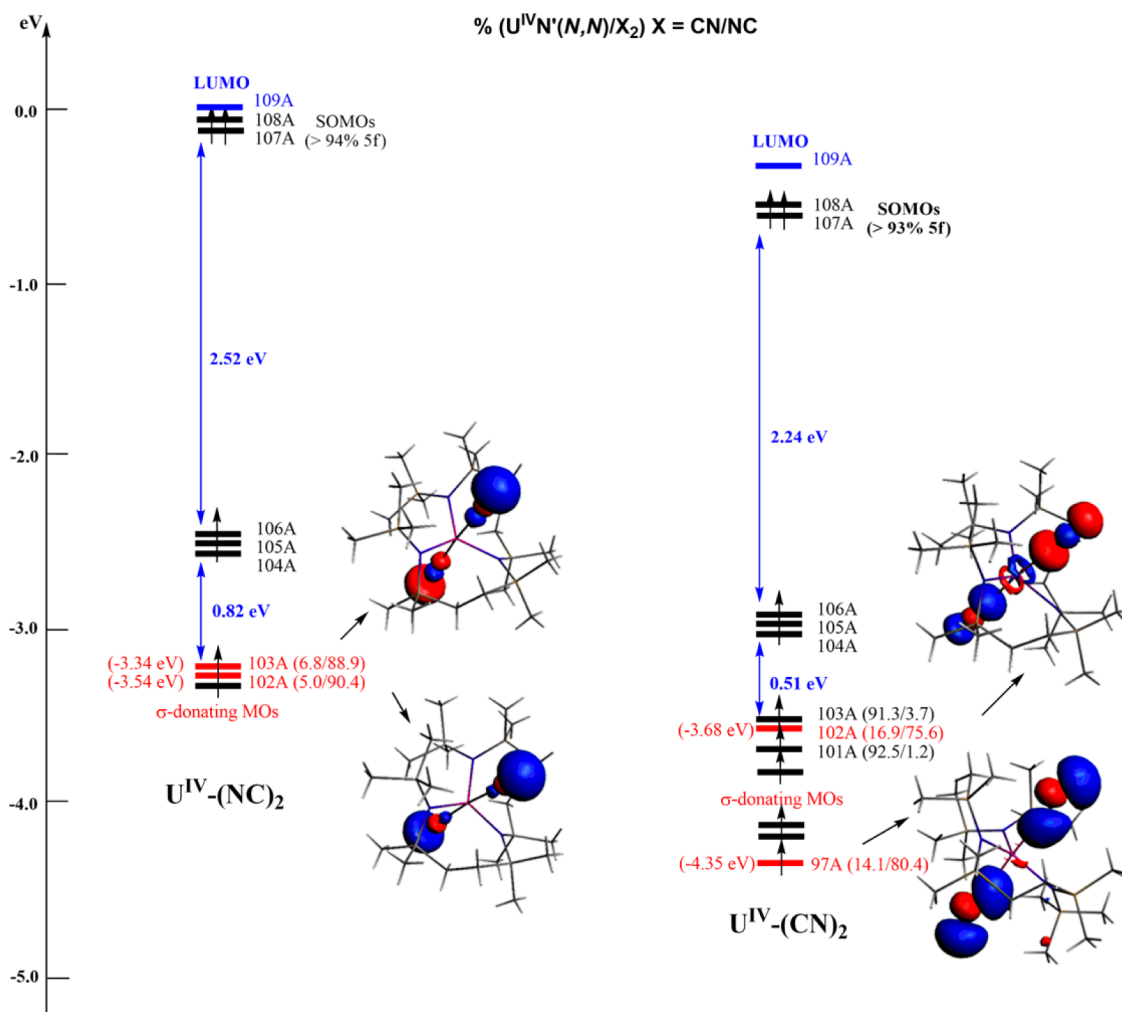 eV
% (U^IV N'(N,N)/X₂) X = CN/NC
0.0
-1.0
-2.0
-3.0
-4.0
-5.0
LUMO
109A
108A
107A
SOMOs
(> 94% 5f)
2.52 eV
106A
105A
104A
0.82 eV
(-3.34 eV)
103A (6.8/88.9)
(-3.54 eV)
102A (5.0/90.4)
σ-donating MOs
U^IV-(NC)₂
LUMO
109A
108A
107A
SOMOs
(> 93% 5f)
2.24 eV
106A
105A
104A
0.51 eV
103A (91.3/3.7)
(-3.68 eV)
102A (16.9/75.6)
101A (92.5/1.2)
σ-donating MOs
(-4.35 eV)
97A (14.1/80.4)
U^IV-(CN)₂